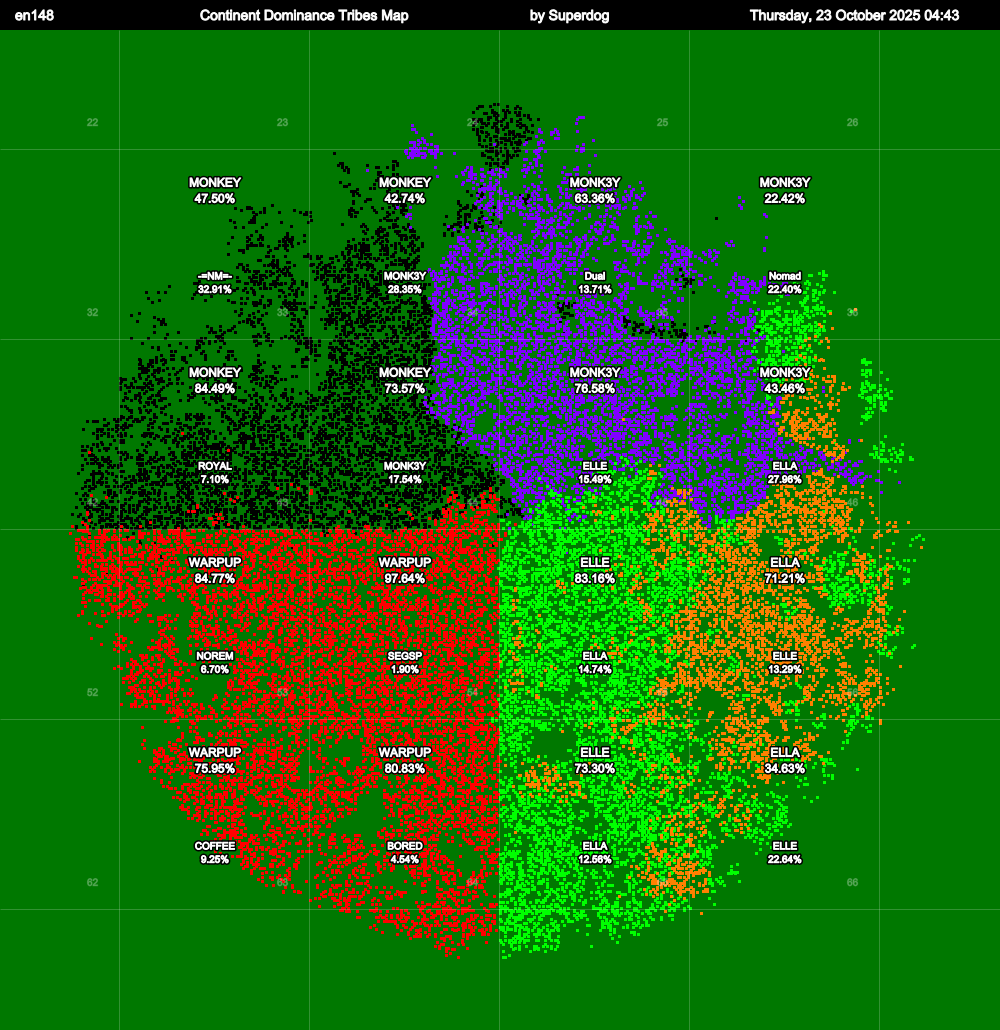 en148 Continent Dominance Tribes Map by Superdog Thursday, 23 October 2025 04:43
22 23 25 26
MONKEY MONKEY MONK3Y MONK3Y
47.50% 42.74% 63.36% 22.42%
-=NM=- MONK3Y Dual Nomad
32.91% 28.35% 13.71% 22.40%
32 33 34 35
MONKEY MONKEY MONK3Y MONK3Y
84.49% 73.57% 76.58% 43.46%
ROYAL MONK3Y ELLE ELLA
7.10% 17.54% 15.49% 27.96%
WARPUP WARPUP ELLE ELLA
84.77% 97.64% 83.16% 71.21%
NOREM SEGSP ELLA ELLE
6.70% 1.90% 14.74% 13.29%
52 53 54
WARPUP WARPUP ELLE ELLA
75.95% 80.83% 73.30% 34.63%
COFFEE BORED ELLA ELLE
9.25% 4.54% 12.56% 22.64%
62 63 64 66